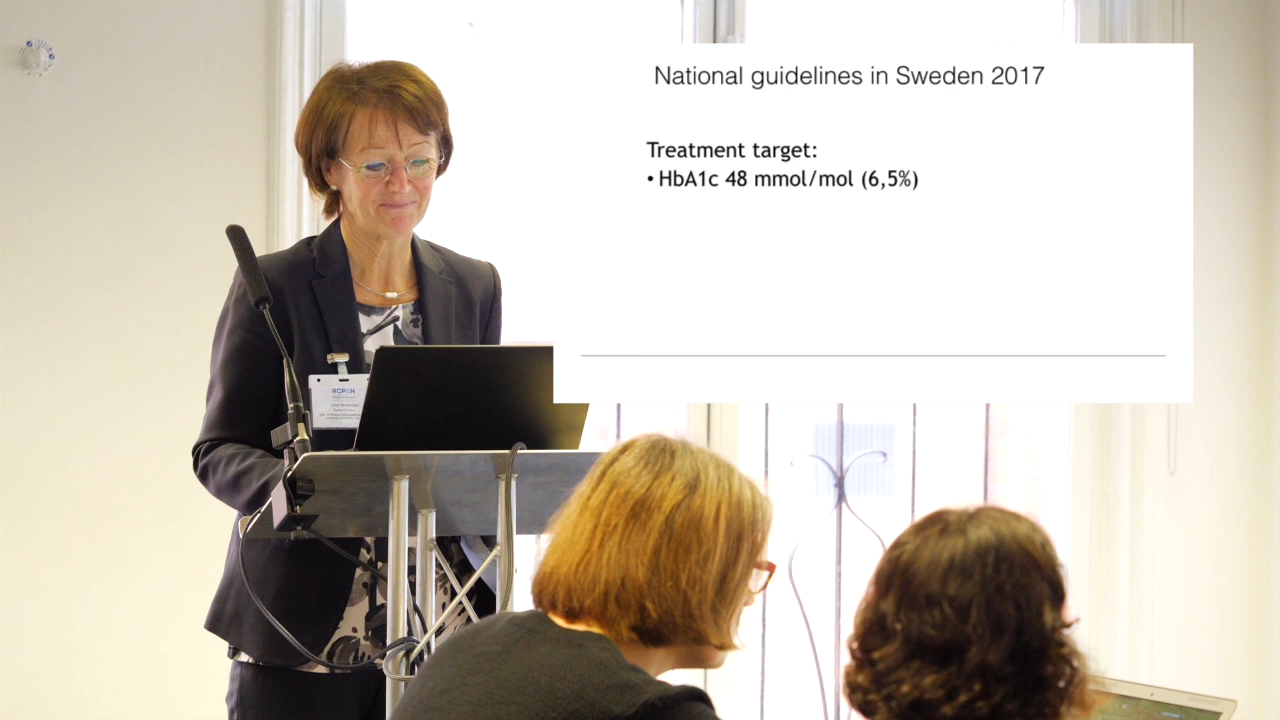 National guidelines in Sweden 2017
Treatment target:
• HbA1c 48 mmol/mol (6,5%)
RCPCH